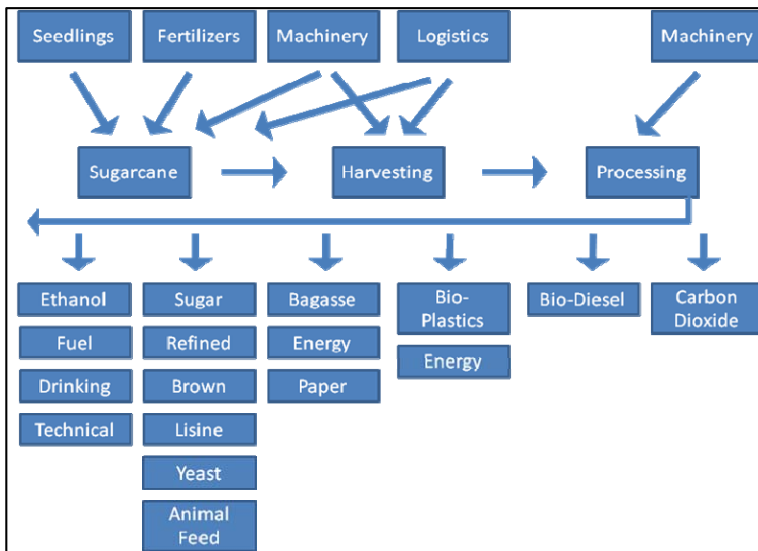 Seedlings
Fertilizers
Machinery
Logistics
Machinery
Sugarcane
Harvesting
Processing
Ethanol
Sugar
Bagasse
Bio-
Plastics
Bio-Diesel
Carbon
Dioxide
Fuel
Refined
Energy
Energy
Drinking
Brown
Paper
Technical
Lisine
Yeast
Animal
Feed